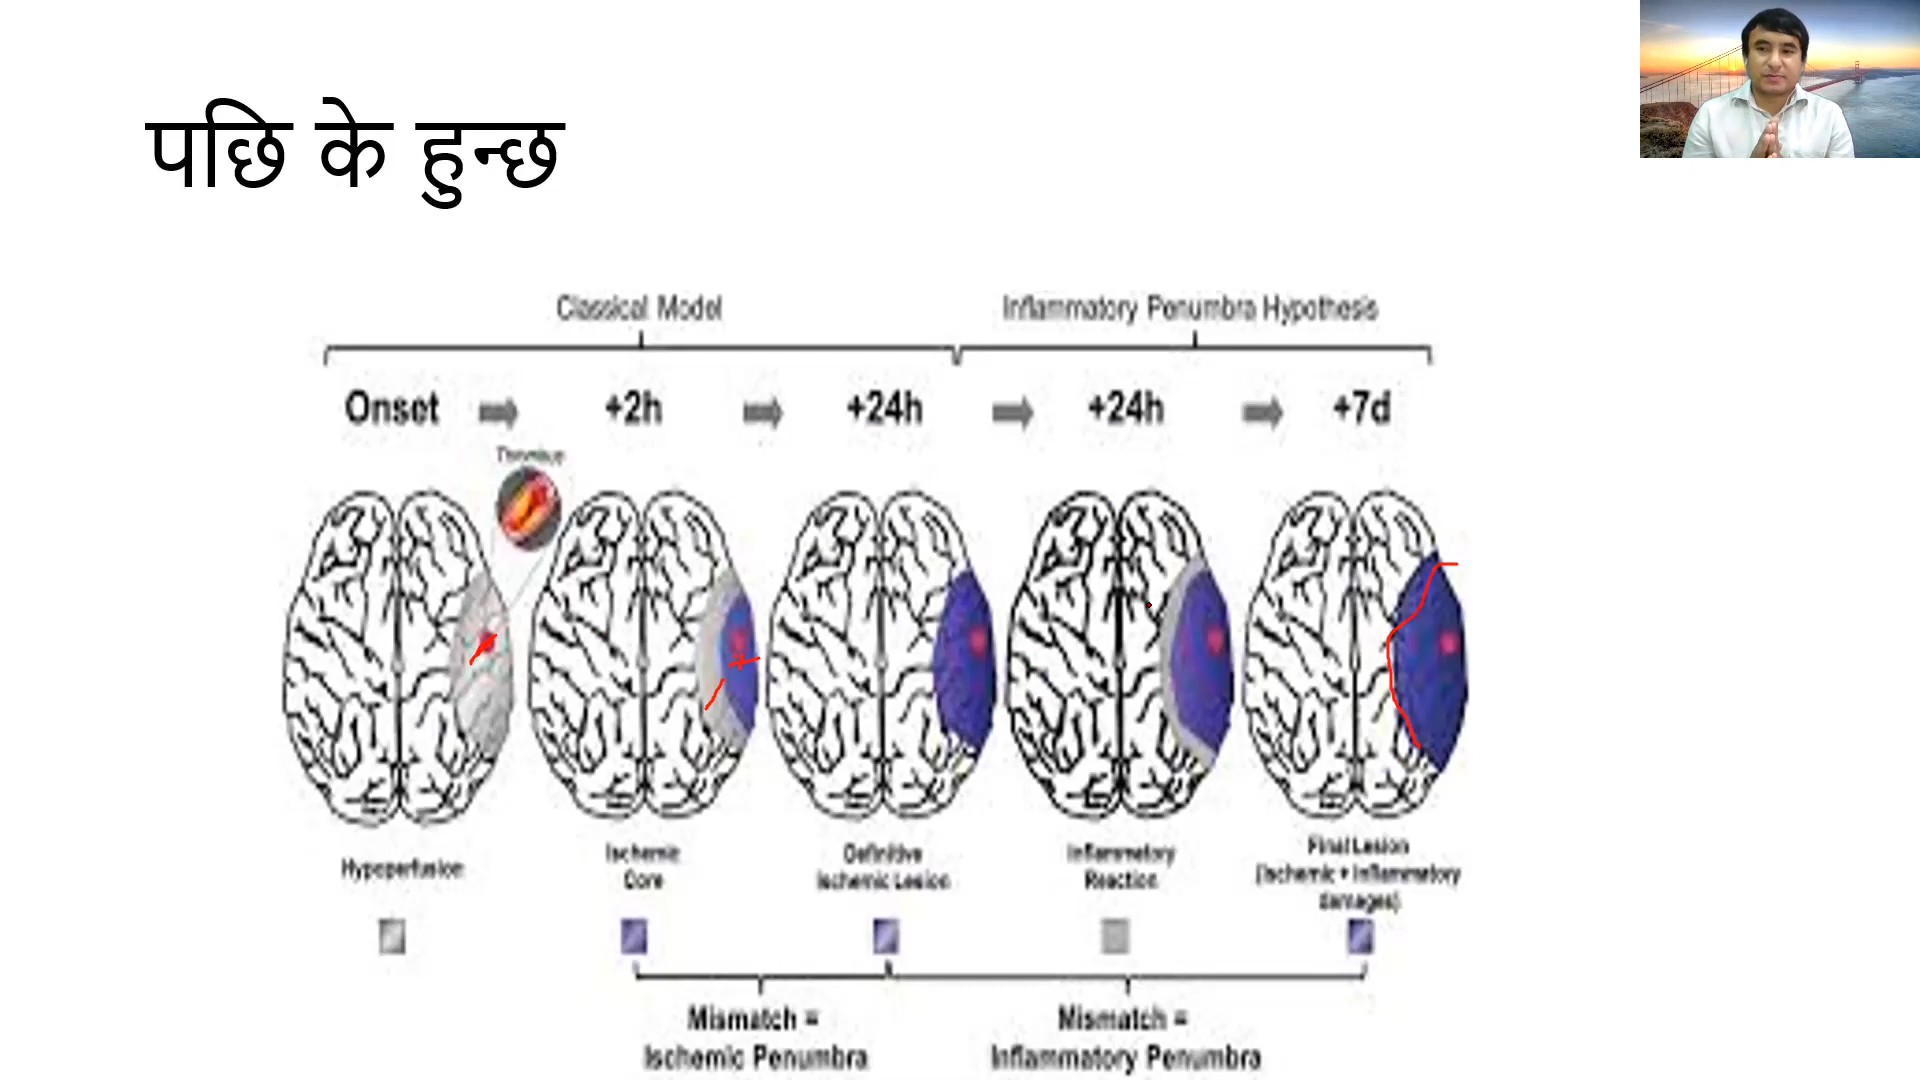 पछि के हुन्छ
Classical Model
Inflammatory Penumbra Hypothesis
Onset
+2h
+24h
+24h
+7d
Thrombus
Hypoperfusion
Ischemic
Core
Definitive
Ischemic Lesion
Inflammatory
Reaction
Final Lesion
(Ischemic + Inflammatory
damages)
Mismatch =
Ischemic Penumbra
Mismatch =
Inflammatory Penumbra